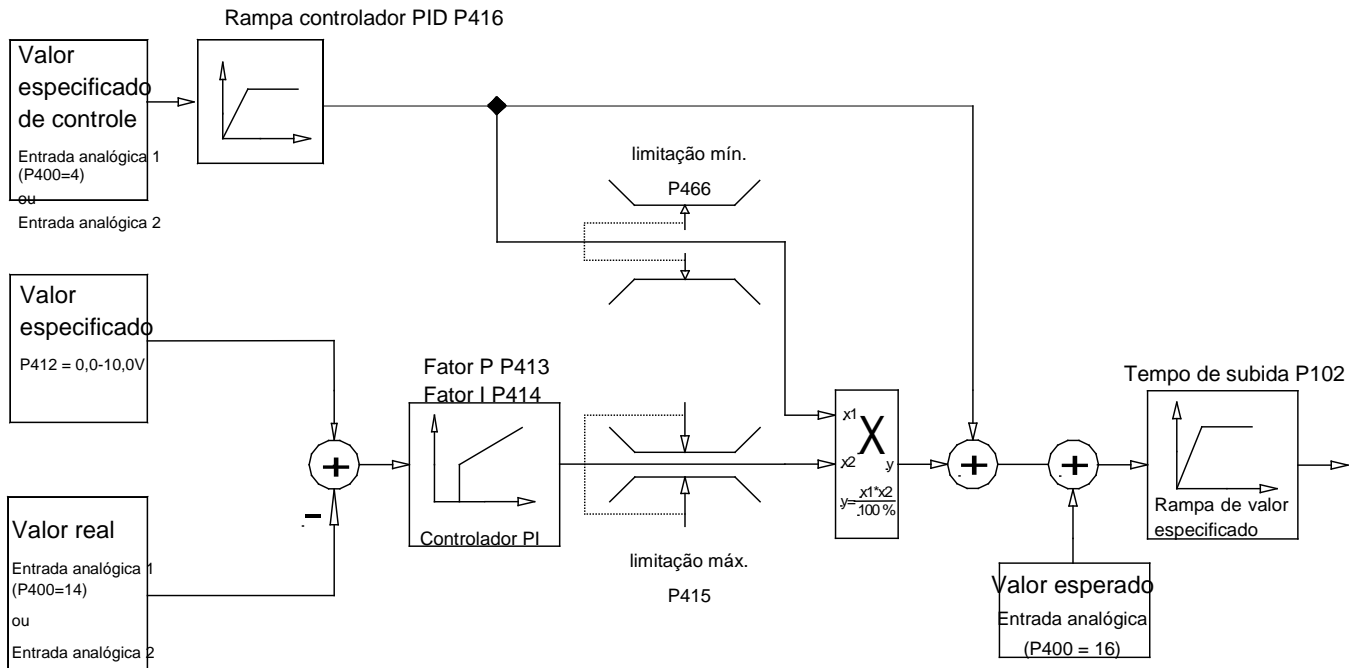 Rampa controlador PID P416
Valor
especificado
de controle
Entrada analógica 1
(P400=4)
ou
Entrada analógica 2
limitação mín.
P466
Valor
especificado
P412 = 0,0-10,0V
Fator P P413
Fator I P414
Controlador PI
limitação máx.
P415
x1
X
x2
y
y=x1*x2
100 %
+
-
+
+
Tempo de subida P102
Rampa de valor
especificado
Valor real
Entrada analógica 1
(P400=14)
ou
Entrada analógica 2
Valor esperado
Entrada analógica
(P400 = 16)